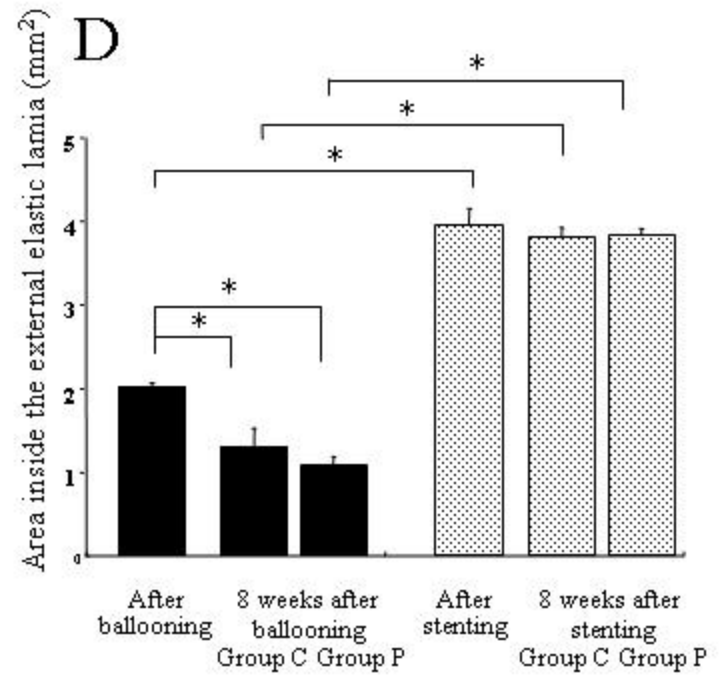 D
Area inside the external elastic lamia (mm²)
*
*
*
*
*
5
4
3
2
1
0
After
ballooning
8 weeks after
ballooning
Group C Group P
After
stenting
8 weeks after
stenting
Group C Group P